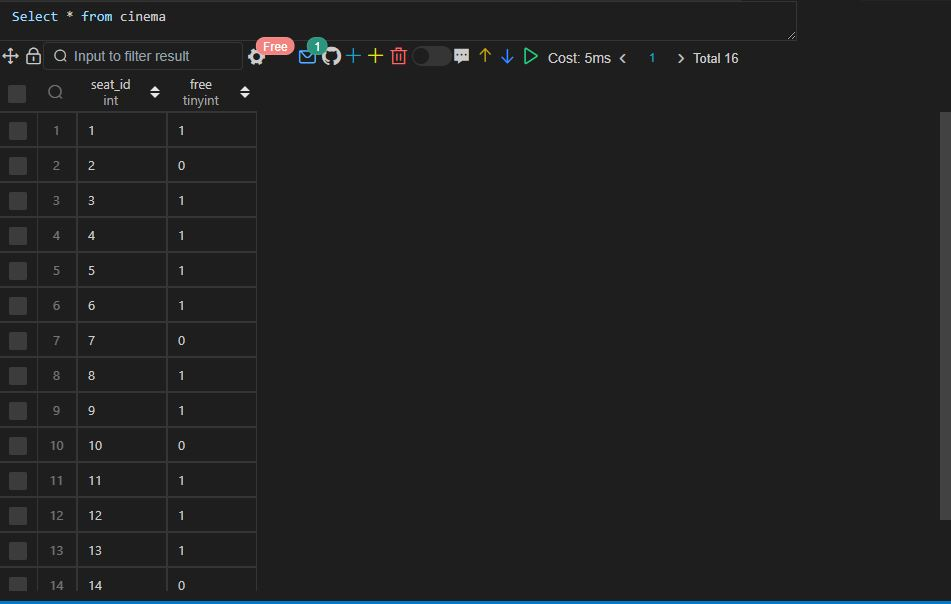 Select * from cinema
Input to filter result Free 1 Cost: 5ms 1 Total 16
seat_id free
int tinyint
1 1 1
2 2 0
3 3 1
4 4 1
5 5 1
6 6 1
7 7 0
8 8 1
9 9 1
10 10 0
11 11 1
12 12 1
13 13 1
14 14 0